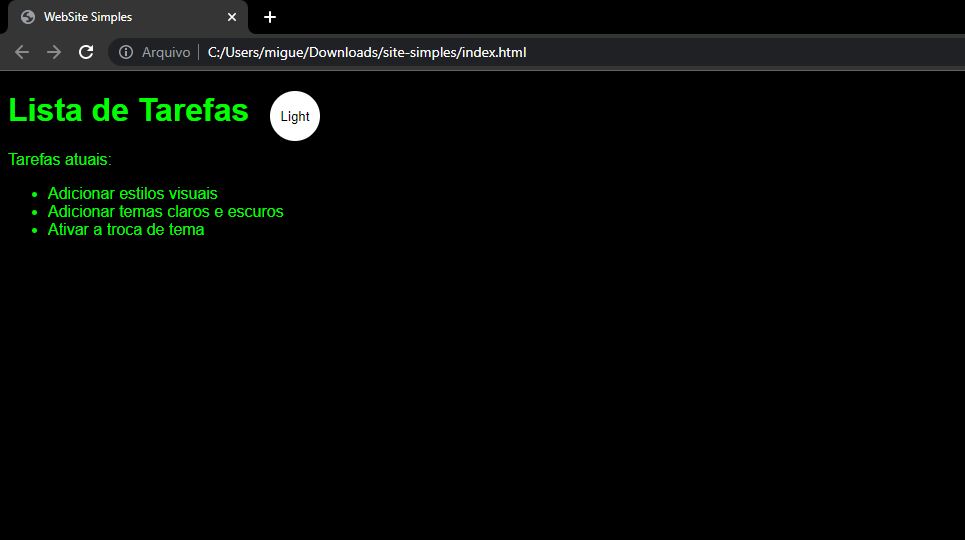 WebSite Simples
Arquivo | C:/Users/migue/Downloads/site-simples/index.html
Lista de Tarefas
Light
Tarefas atuais:
• Adicionar estilos visuais
• Adicionar temas claros e escuros
• Ativar a troca de tema